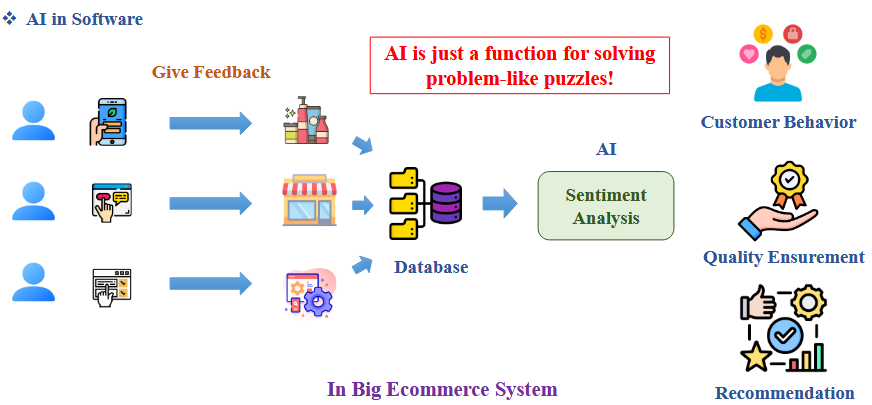 AI in Software
Give Feedback
AI is just a function for solving
problem-like puzzles!
Customer Behavior
AI
Sentiment
Analysis
Database
Quality Ensurement
In Big Ecommerce System
Recommendation